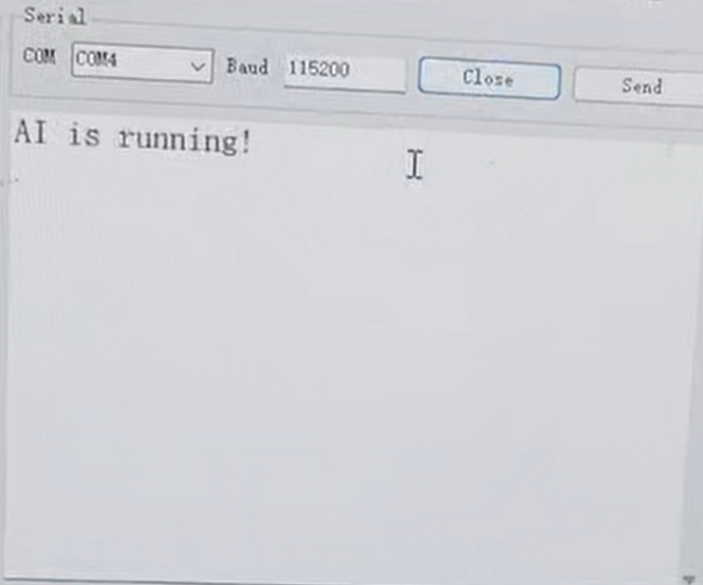 Serial
COM COM4 Baud 115200 Close Send
AI is running!